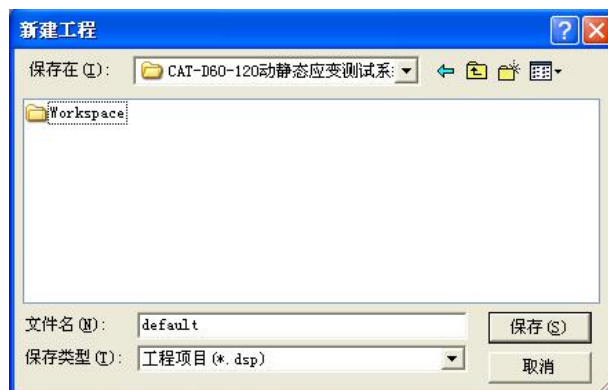 新建工程
保存在(I): CAT-D60-120动静态应变测试系
Workspace
文件名(N): default 保存(S)
保存类型(T): 工程项目(*.dsp) 取消